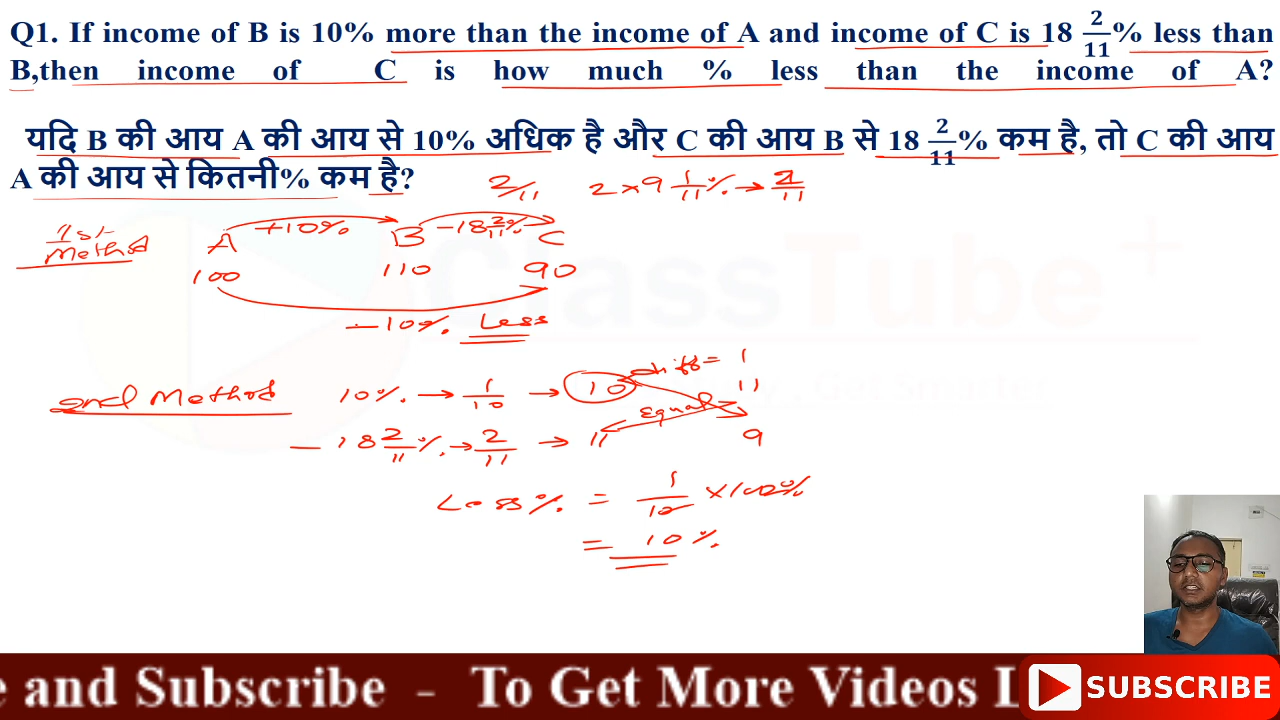 Q1. If income of B is 10% more than the income of A and income of C is 18 2/11% less than
B,then income of C is how much % less than the income of A?
यदि B की आय A की आय से 10% अधिक है और C की आय B से 18 2/11% कम है, तो C की आय
A की आय से कितनी% कम है?
2/11 2 x 9 1/11% → 2/11
1st Method
A +10% B -18 2/11% C
100 110 90
-10% Less
2nd Method 10% → 1/10 → 10 diff = 1
11
Equal
- 18 2/11% → 2/11 → 11 9
Less% = 1/10 x 100%
= 10%
ClassTube+
e and Subscribe - To Get More Videos L
SUBSCRIBE